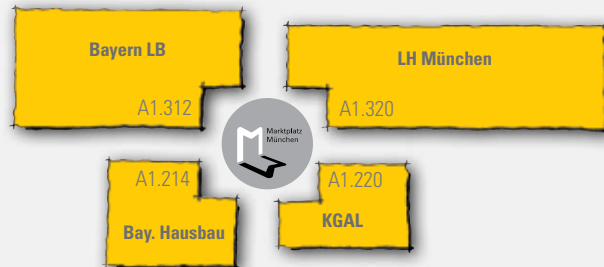 Bayern LB
LH München
A1.312
A1.320
Marktplatz
München
A1.214
A1.220
Bay. Hausbau
KGAL